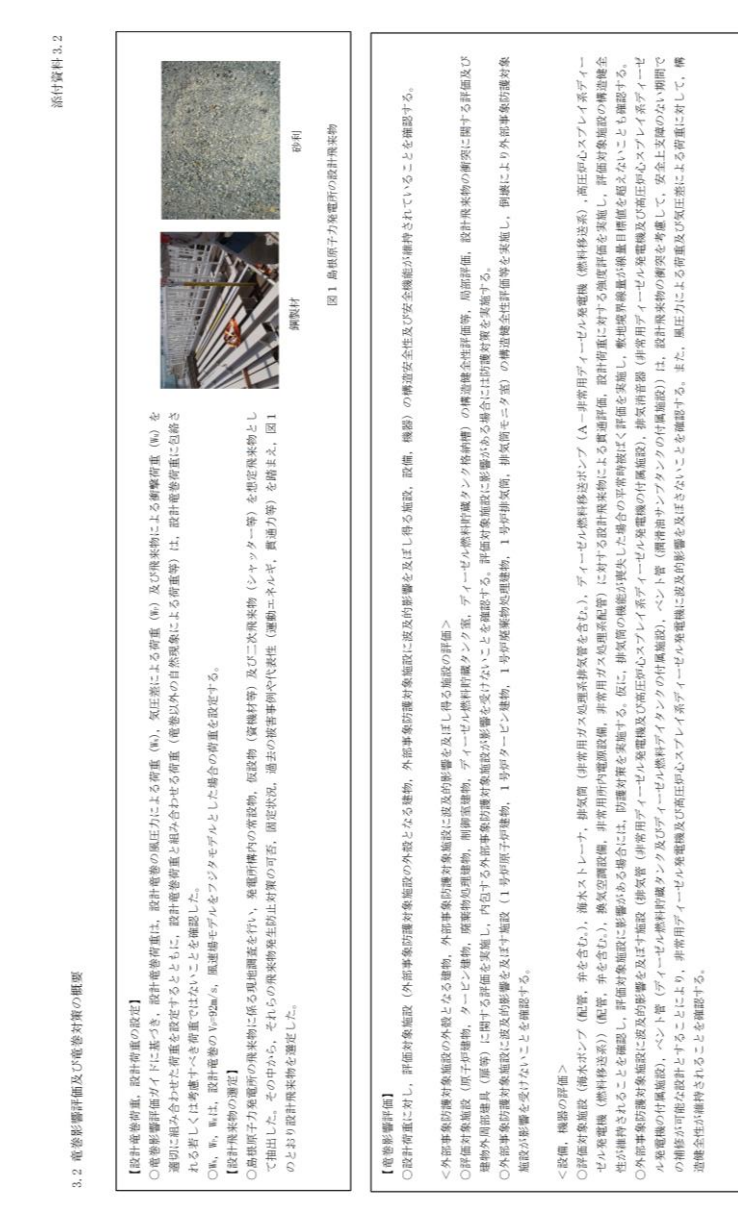 添付資料 3.2
3.2 竜巻影響評価及び竜巻対策の概要
【設計竜巻荷重，設計荷重の設定】
○竜巻影響評価ガイドに基づき，設計竜巻荷重は，設計竜巻の風圧力による荷重（Ww），気圧差による荷重（Wp）及び飛来物による衝撃荷重（WM）を
適切に組み合わせた荷重を設定するとともに，設計竜巻荷重と組み合わせる荷重（竜巻以外の自然現象による荷重等）は，設計竜巻荷重に包絡さ
れる若しくは考慮すべき荷重ではないことを確認した。
○Ww，Wp，WMは，設計竜巻の VD=92m/s，風速場モデルをフジタモデルとした場合の荷重を設定する。
【設計飛来物の選定】
○島根原子力発電所の飛来物に係る現地調査を行い，発電所構内の常設物，仮設物（資機材等）及び二次飛来物（シャッター等）を想定飛来物とし
て抽出した。その中から，それらの飛来物発生防止対策の可否，固定状況，過去の被害事例や代表性（運動エネルギ，貫通力等）を踏まえ，図1
のとおり設計飛来物を選定した。
鋼製材
砂利
図1 島根原子力発電所の設計飛来物
【竜巻影響評価】
○設計荷重に対し，評価対象施設（外部事象防護対象施設の外殻となる建物，外部事象防護対象施設に波及的影響を及ぼし得る施設，設備，機器）の構造安全性及び安全機能が維持されていることを確認する。
＜外部事象防護対象施設の外殻となる建物，外部事象防護対象施設に波及的影響を及ぼし得る施設の評価＞
○評価対象施設（原子炉建物，タービン建物，廃棄物処理建物，制御室建物，ディーゼル燃料貯蔵タンク室，ディーゼル燃料貯蔵タンク格納槽）の構造健全性評価等，局部評価，設計飛来物の衝突に関する評価及び
建物外周部建具（扉等）に関する評価を実施し，内包する外部事象防護対象施設が影響を受けないことを確認する。評価対象施設に影響がある場合には防護対策を実施する。
○外部事象防護対象施設に波及的影響を及ぼす施設（1号炉原子炉建物，1号炉タービン建物，1号炉廃棄物処理建物，1号炉排気筒，排気筒モニタ室）の構造健全性評価等を実施し，倒壊により外部事象防護対象
施設が影響を受けないことを確認する。
＜設備，機器の評価＞
○評価対象施設（海水ポンプ（配管，弁を含む。），海水ストレーナ，排気筒（非常用ガス処理系排気管を含む。），ディーゼル燃料移送ポンプ（A－非常用ディーゼル発電機（燃料移送系），高圧炉心スプレイ系ディー
ゼル発電機（燃料移送系））（配管，弁を含む。），換気空調設備，非常用所内電源設備，非常用ガス処理系配管）に対する設計飛来物による貫通評価，設計荷重に対する強度評価を実施し，評価対象施設の構造健全
性が維持されることを確認し，評価対象施設に影響がある場合には，防護対策を実施する。仮に，排気筒の機能が喪失した場合の平常時被ばく評価を実施し，敷地境界線量が線量目標値を超えないことも確認する。
○外部事象防護対象施設に波及的影響を及ぼす施設（排気管（非常用ディーゼル発電機及び高圧炉心スプレイ系ディーゼル発電機の付属施設），排気消音器（非常用ディーゼル発電機及び高圧炉心スプレイ系ディーゼ
ル発電機の付属施設），ベント管（ディーゼル燃料貯蔵タンク及びディーゼル燃料デイタンクの付属施設），ベント管（潤滑油サンプタンクの付属施設））は，設計飛来物の衝突を考慮して，安全上支障のない期間で
の補修が可能な設計とすることにより，非常用ディーゼル発電機及び高圧炉心スプレイ系ディーゼル発電機に波及的影響を及ぼさないことを確認する。また，風圧力による荷重及び気圧差による荷重に対して，構
造健全性が維持されることを確認する。